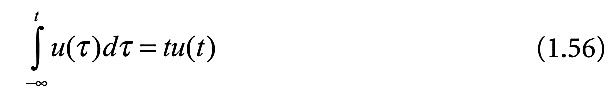 ∫_{-∞}^{t} u(τ)dτ = tu(t) (1.56)